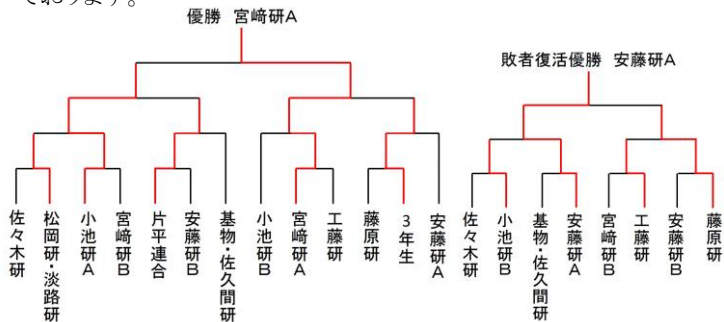 ております。
優勝 宮﨑研A
敗者復活優勝 安藤研A
佐々木研
松岡研・淡路研
小池研A
宮﨑研B
片平連合
安藤研B
基物・佐久間研
小池研B
宮﨑研A
工藤研
藤原研
3年生
安藤研A
佐々木研
小池研B
基物・佐久間研
安藤研A
宮﨑研B
工藤研
安藤研B
藤原研